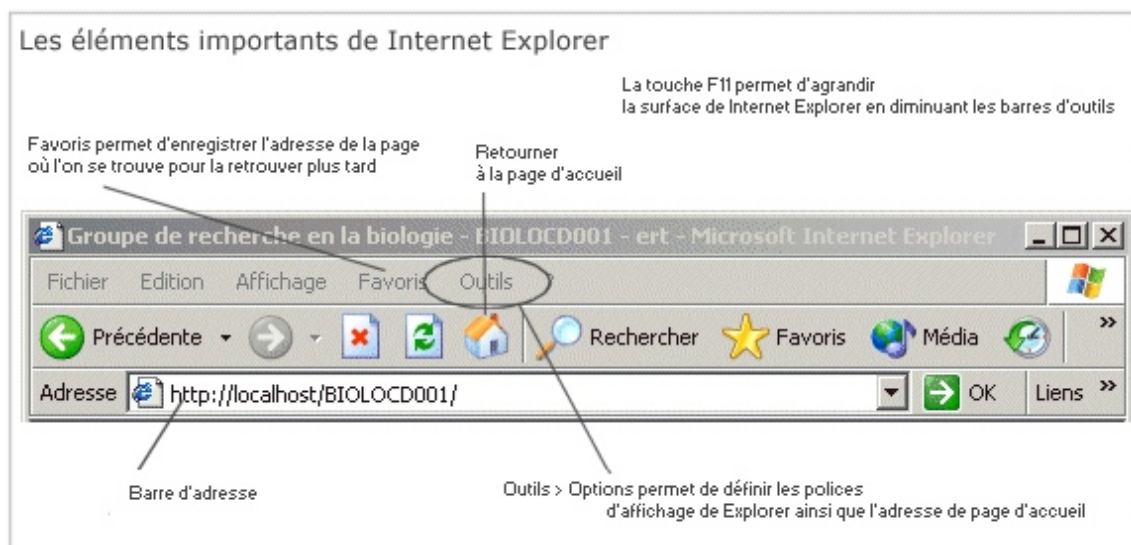 Les éléments importants de Internet Explorer
La touche F11 permet d'agrandir
la surface de Internet Explorer en diminuant les barres d'outils
Favoris permet d'enregistrer l'adresse de la page
où l'on se trouve pour la retrouver plus tard
Retourner
à la page d'accueil
Groupe de recherche en la biologie - BIOLOCD001 - ert - Microsoft Internet Explorer
Fichier Edition Affichage Favoris Outils ?
Précédente Rechercher Favoris Média »
Adresse http://localhost/BIOLOCD001/ OK Liens »
Barre d'adresse
Outils > Options permet de définir les polices
d'affichage de Explorer ainsi que l'adresse de page d'accueil